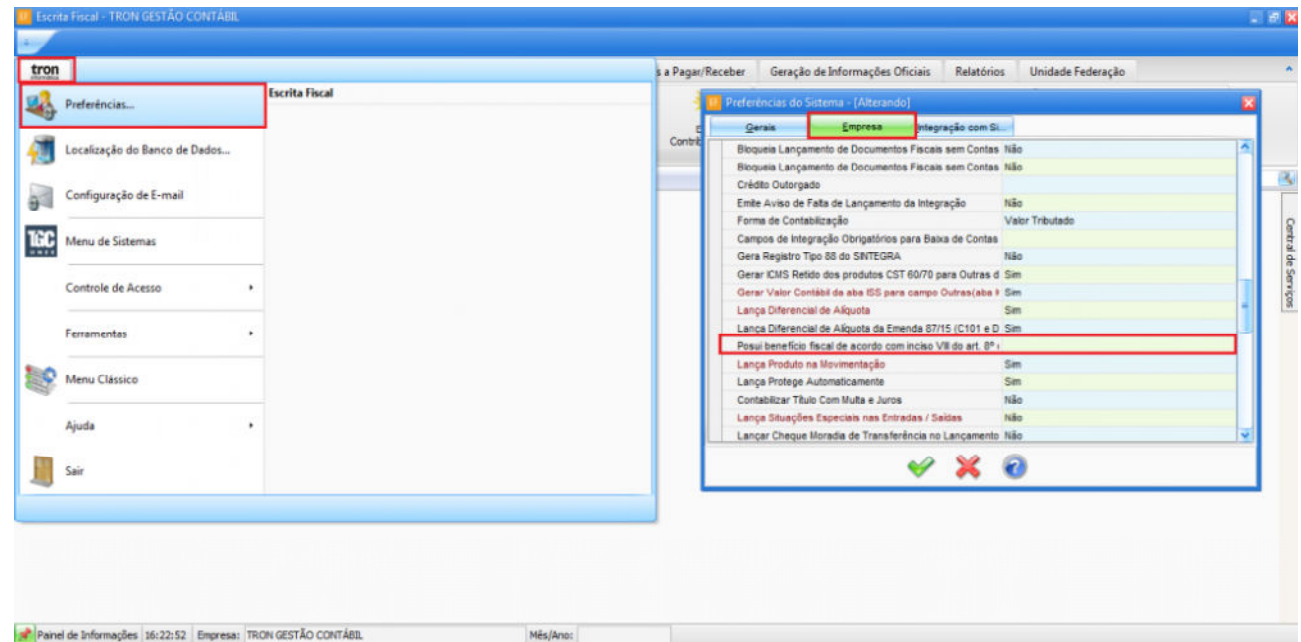 Escrita Fiscal - TRON GESTÃO CONTÁBIL
tron
informática
s a Pagar/Receber Geração de Informações Oficiais Relatórios Unidade Federação
Preferências...
Escrita Fiscal
Localização do Banco de Dados...
Configuração de E-mail
TGC
Menu de Sistemas
Controle de Acesso
Ferramentas
Menu Clássico
Ajuda
Sair
Contrib
Preferências do Sistema - [Alterando]
Gerais Empresa Integração com Si...
Bloqueia Lançamento de Documentos Fiscais sem Contas Não
Bloqueia Lançamento de Documentos Fiscais sem Contas Não
Crédito Outorgado
Emite Aviso de Falta de Lançamento da Integração Não
Forma de Contabilização Valor Tributado
Campos de Integração Obrigatórios para Baixa de Contas
Gera Registro Tipo 88 do SINTEGRA Não
Gerar ICMS Retido dos produtos CST 60/70 para Outras d Sim
Gerar Valor Contábil da aba ISS para campo Outras(aba Sim
Lança Diferencial de Alíquota Sim
Lança Diferencial de Alíquota da Emenda 87/15 (C101 e D Sim
Posui benefício fiscal de acordo com inciso VIII do art. 8º
Lança Produto na Movimentação Sim
Lança Protege Automaticamente Sim
Contabilizar Título Com Multa e Juros Não
Lança Situações Especiais nas Entradas / Saídas Não
Lançar Cheque Moradia de Transferência no Lançamento Não
Central de Serviços
Painel de Informações 16:22:52 Empresa: TRON GESTÃO CONTÁBIL Mês/Ano: